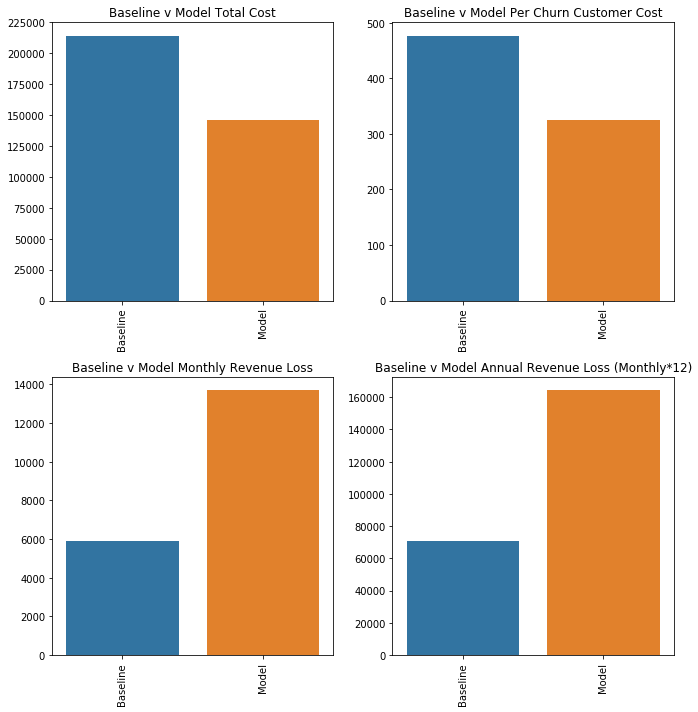 Baseline v Model Total Cost
225000
200000
175000
150000
125000
100000
75000
50000
25000
0
Baseline
Model
Baseline v Model Per Churn Customer Cost
500
400
300
200
100
0
Baseline
Model
Baseline v Model Monthly Revenue Loss
14000
12000
10000
8000
6000
4000
2000
0
Baseline
Model
Baseline v Model Annual Revenue Loss (Monthly*12)
160000
140000
120000
100000
80000
60000
40000
20000
0
Baseline
Model